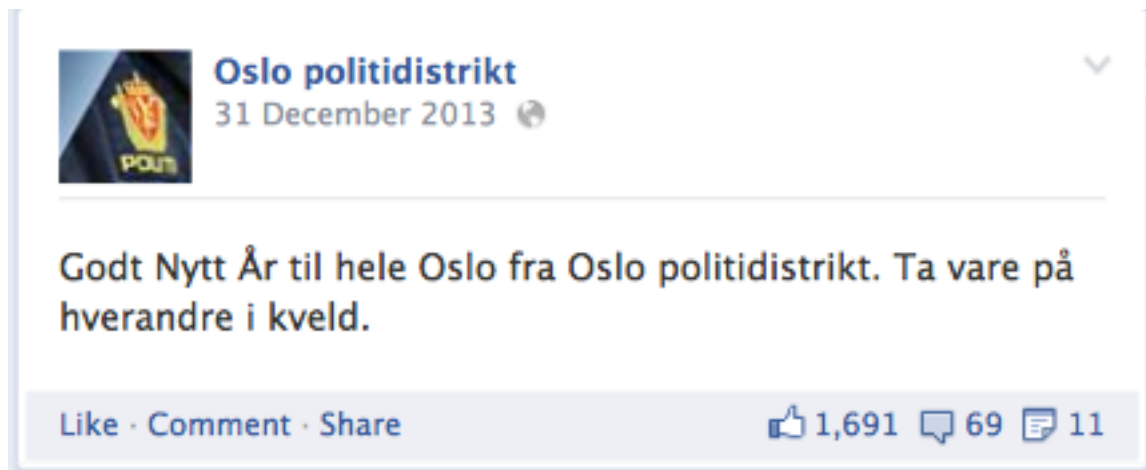 Oslo politidistrikt
31 December 2013
POLITI
Godt Nytt År til hele Oslo fra Oslo politidistrikt. Ta vare på
hverandre i kveld.
Like · Comment · Share 1,691 69 11